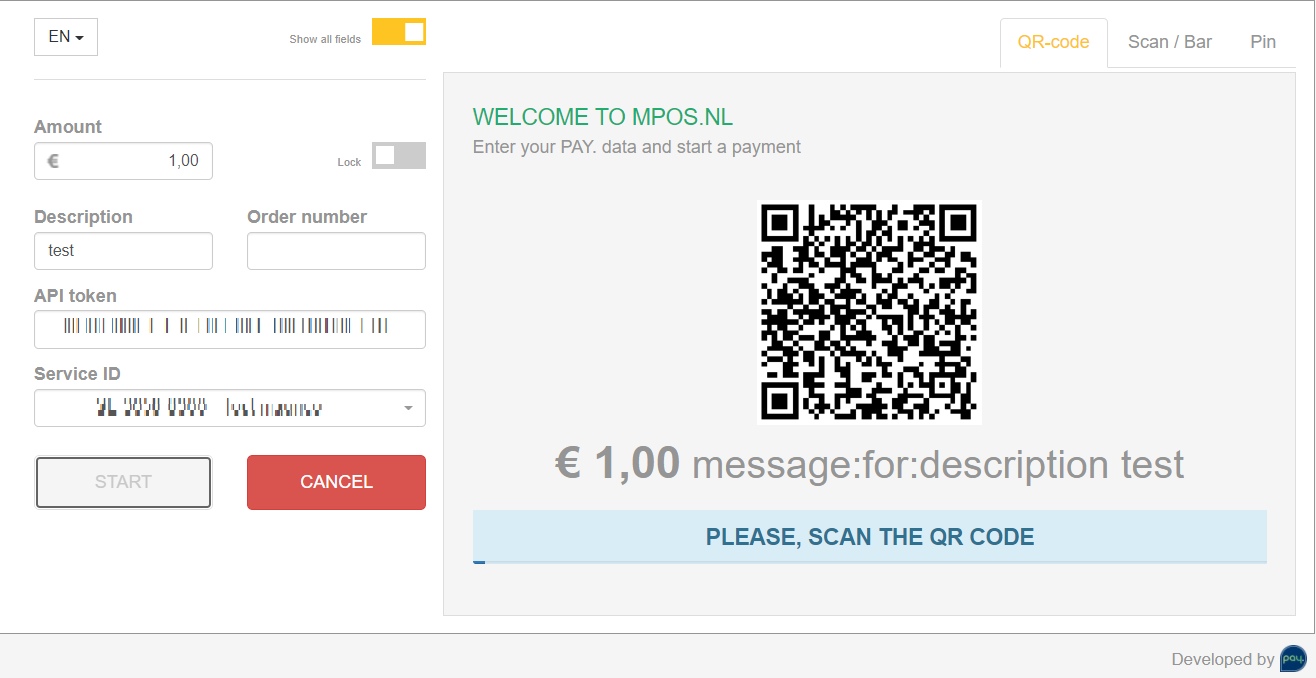 EN
Show all fields
QR-code
Scan / Bar
Pin
WELCOME TO MPOS.NL
Enter your PAY. data and start a payment
Amount
€ 1,00
Lock
Description
Order number
test
API token
Service ID
START
CANCEL
€ 1,00 message:for:description test
PLEASE, SCAN THE QR CODE
Developed by pay.